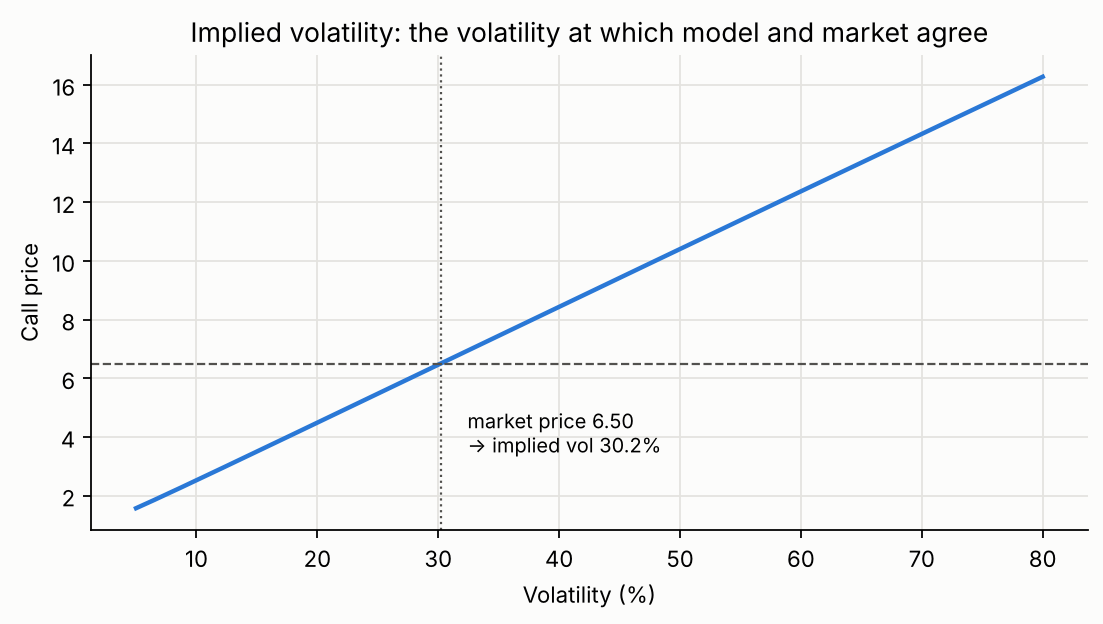 Implied volatility: the volatility at which model and market agree
Call price
16
14
12
10
8
6
4
2
market price 6.50
→ implied vol 30.2%
10 20 30 40 50 60 70 80
Volatility (%)